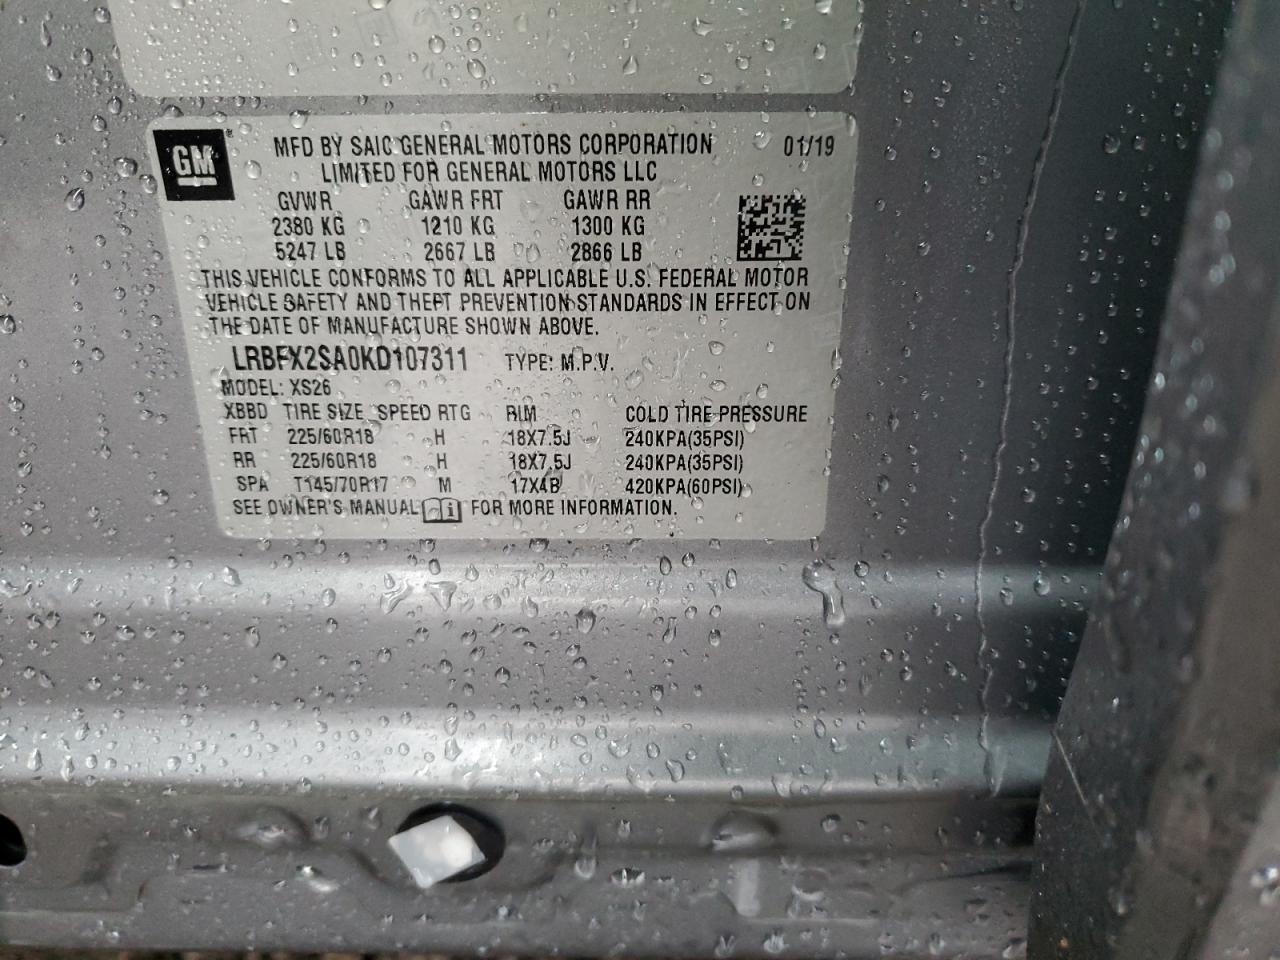 GM ®
MFD BY SAIC GENERAL MOTORS CORPORATION 01/19
LIMITED FOR GENERAL MOTORS LLC
GVWR GAWR FRT GAWR RR
2380 KG 1210 KG 1300 KG
5247 LB 2667 LB 2866 LB
THIS VEHICLE CONFORMS TO ALL APPLICABLE U.S. FEDERAL MOTOR
VEHICLE SAFETY AND THEFT PREVENTION STANDARDS IN EFFECT ON
THE DATE OF MANUFACTURE SHOWN ABOVE.
LRBFX2SA0KD107311 TYPE: M.P.V.
MODEL: XS26
XBBD TIRE SIZE SPEED RTG RIM COLD TIRE PRESSURE
FRT 225/60R18 H 18X7.5J 240KPA(35PSI)
RR 225/60R18 H 18X7.5J 240KPA(35PSI)
SPA T145/70R17 M 17X4B 420KPA(60PSI)
SEE OWNER'S MANUAL i FOR MORE INFORMATION.